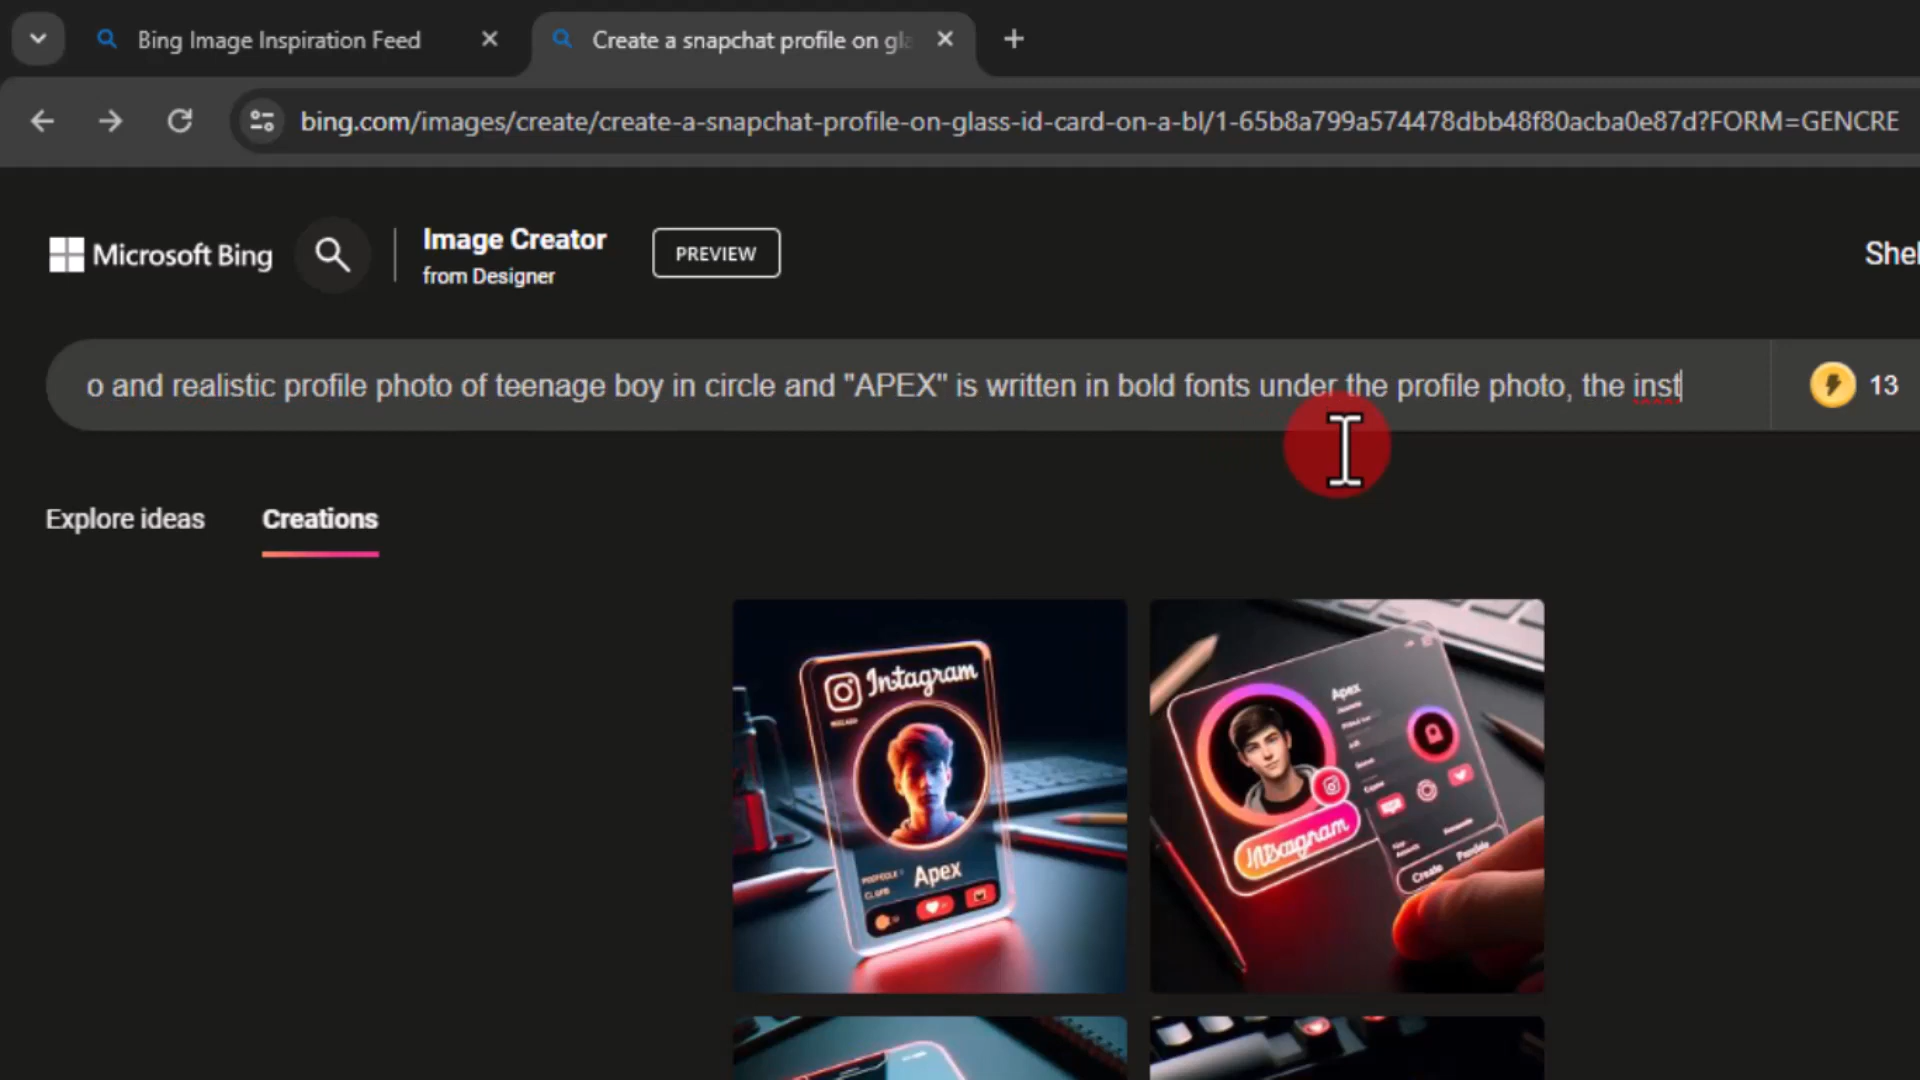 Bing Image Inspiration Feed
Create a snapchat profile on gla
bing.com/images/create/create-a-snapchat-profile-on-glass-id-card-on-a-bl/1-65b8a799a574478dbb48f80acba0e87d?FORM=GENCRE
Microsoft Bing
Image Creator
from Designer
PREVIEW
Shel
o and realistic profile photo of teenage boy in circle and "APEX" is written in bold fonts under the profile photo, the inst
13
Explore ideas
Creations
Instagram
Apex
Apex
Create